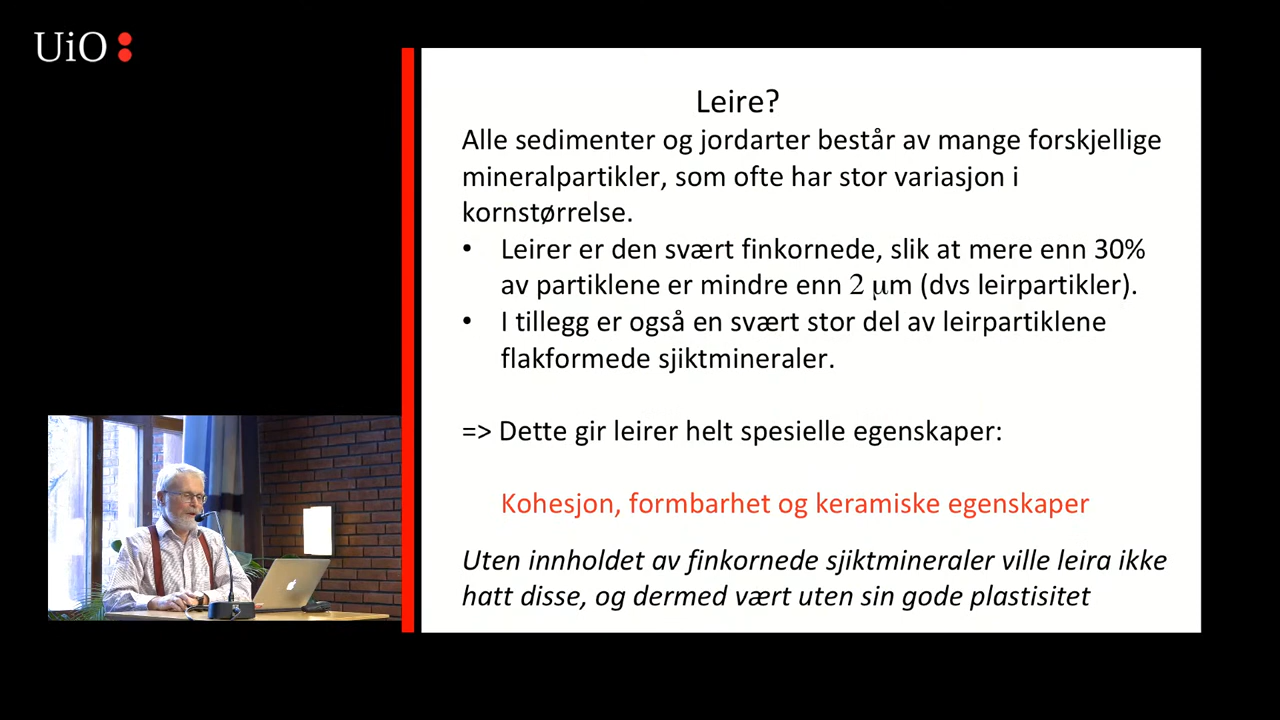 UiO
Leire?
Alle sedimenter og jordarter består av mange forskjellige
mineralpartikler, som ofte har stor variasjon i
kornstørrelse.
• Leirer er den svært finkornede, slik at mere enn 30%
av partiklene er mindre enn 2 μm (dvs leirpartikler).
• I tillegg er også en svært stor del av leirpartiklene
flakformede sjiktmineraler.
=> Dette gir leirer helt spesielle egenskaper:
Kohesjon, formbarhet og keramiske egenskaper
Uten innholdet av finkornede sjiktmineraler ville leira ikke
hatt disse, og dermed vært uten sin gode plastisitet